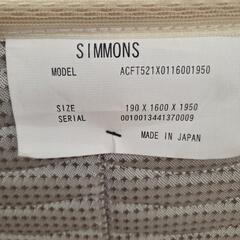 SIMMONS
MODEL ACFT521X0116001950
SIZE 190 X 1600 X 1950
SERIAL 0010013441370009
MADE IN JAPAN